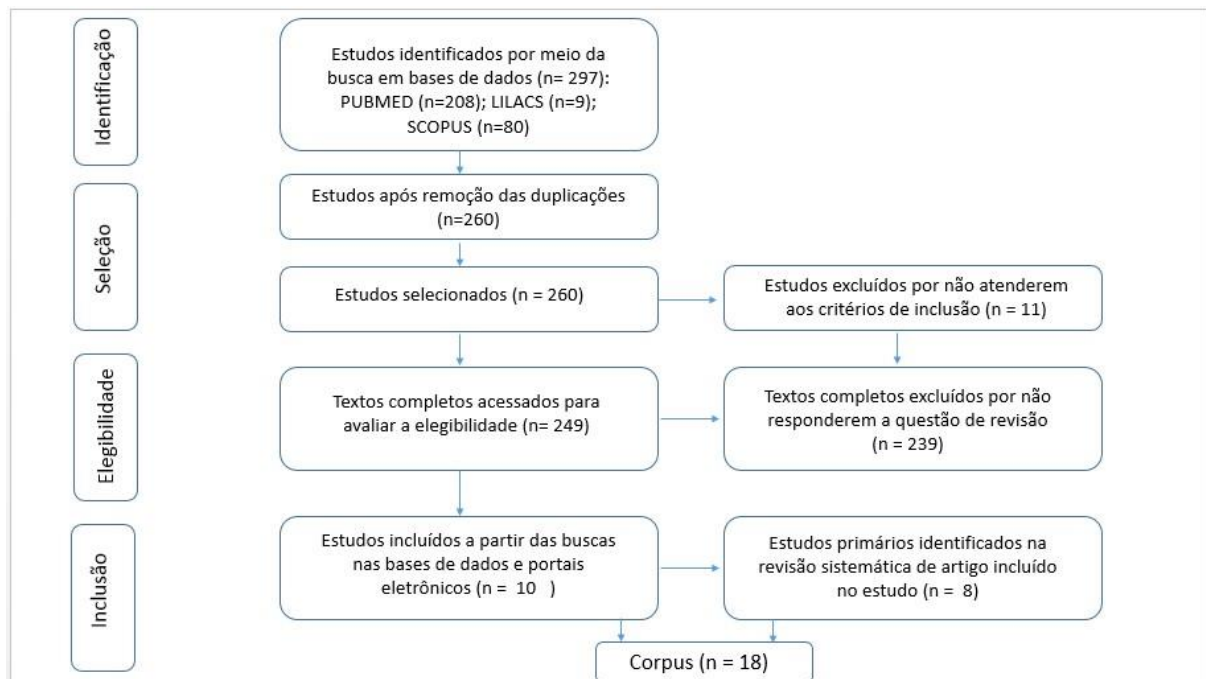 Identificação
Estudos identificados por meio da
busca em bases de dados (n= 297):
PUBMED (n=208); LILACS (n=9);
SCOPUS (n=80)
Seleção
Estudos após remoção das duplicações
(n=260)
Estudos selecionados (n = 260)
Estudos excluídos por não atenderem
aos critérios de inclusão (n = 11)
Elegibilidade
Textos completos acessados para
avaliar a elegibilidade (n= 249)
Textos completos excluídos por não
responderem a questão de revisão
(n = 239)
Inclusão
Estudos incluídos a partir das buscas
nas bases de dados e portais
eletrônicos (n = 10 )
Estudos primários identificados na
revisão sistemática de artigo incluído
no estudo (n = 8)
Corpus (n = 18)